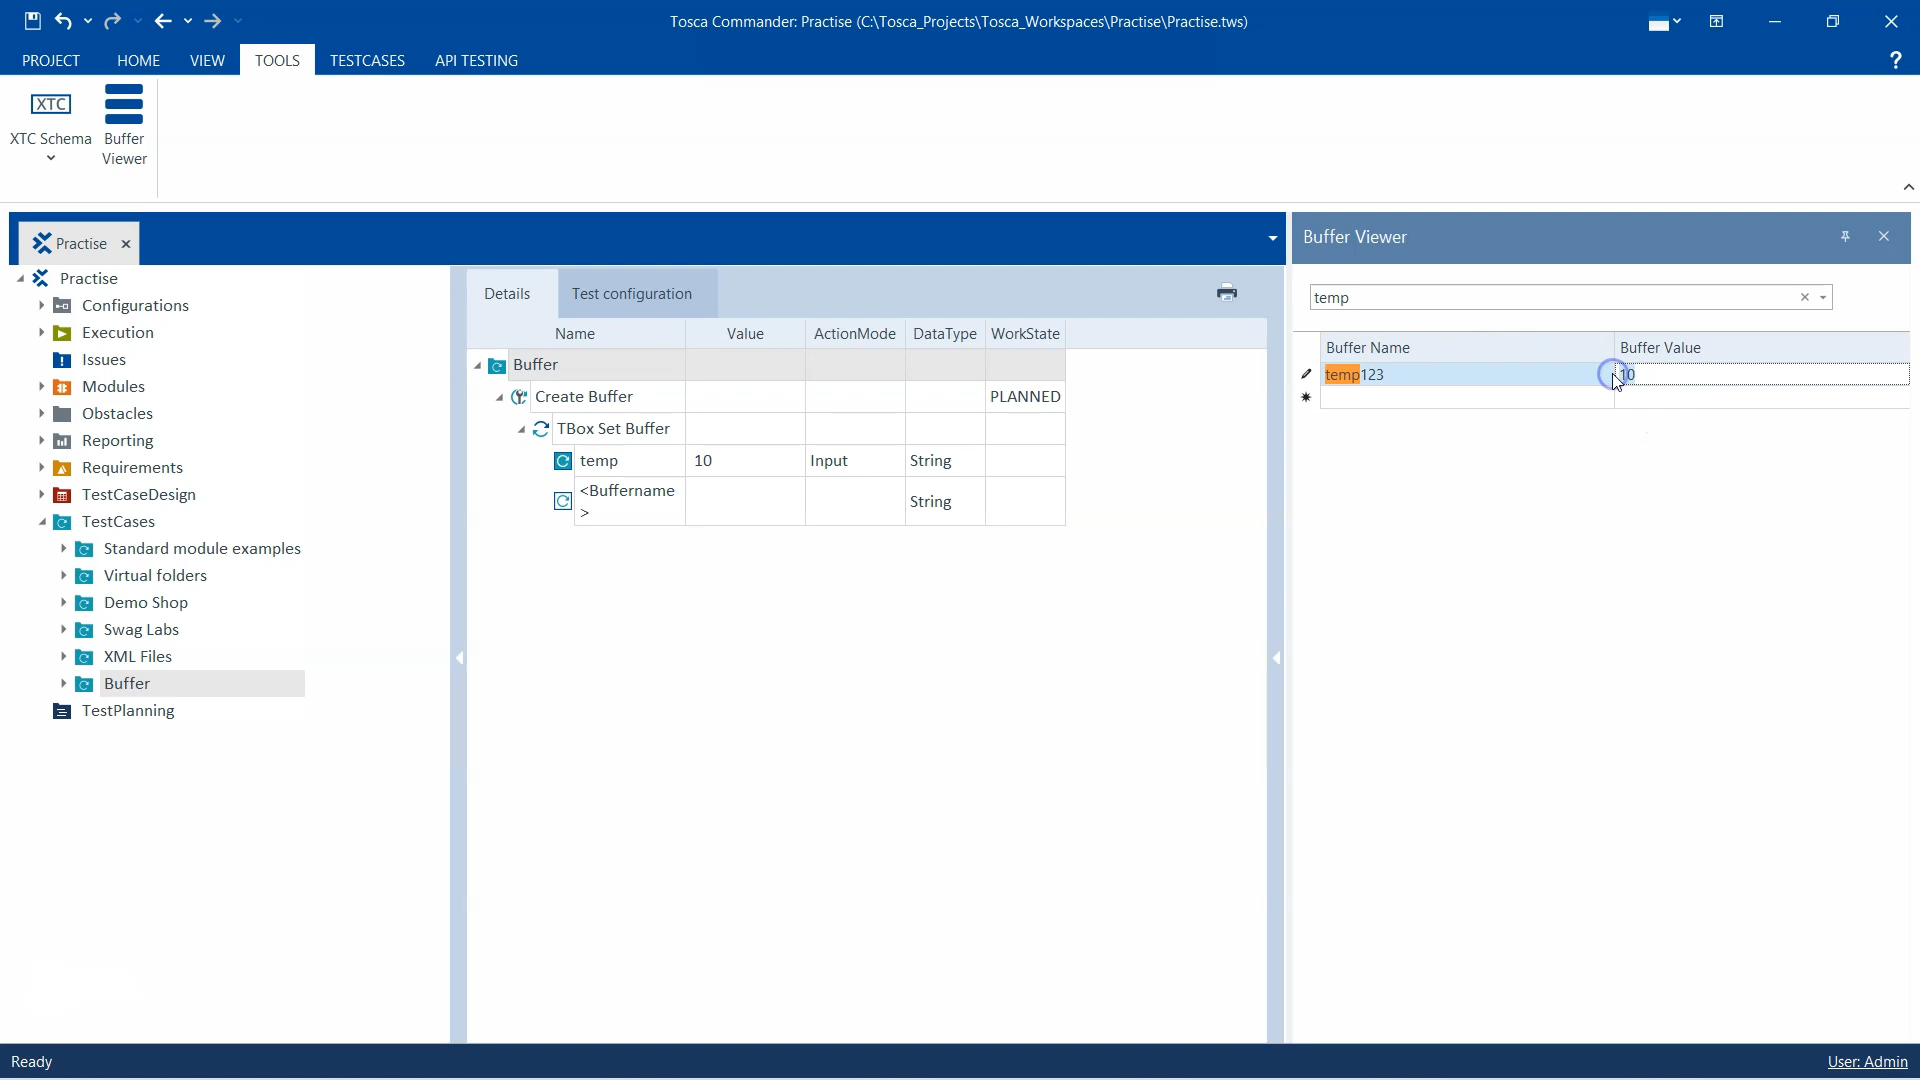 Tosca Commander: Practise (C:\Tosca_Projects\Tosca_Workspaces\Practise\Practise.tws)
PROJECT HOME VIEW TOOLS TESTCASES API TESTING ?
XTC
XTC Schema
Buffer
Viewer
Practise
Practise
Configurations
Execution
Issues
Modules
Obstacles
Reporting
Requirements
TestCaseDesign
TestCases
Standard module examples
Virtual folders
Demo Shop
Swag Labs
XML Files
Buffer
TestPlanning
Details Test configuration
Name Value ActionMode DataType WorkState
Buffer
Create Buffer PLANNED
TBox Set Buffer
temp 10 Input String
<Buffername
> String
Buffer Viewer
temp
Buffer Name Buffer Value
temp123 10
Ready User: Admin